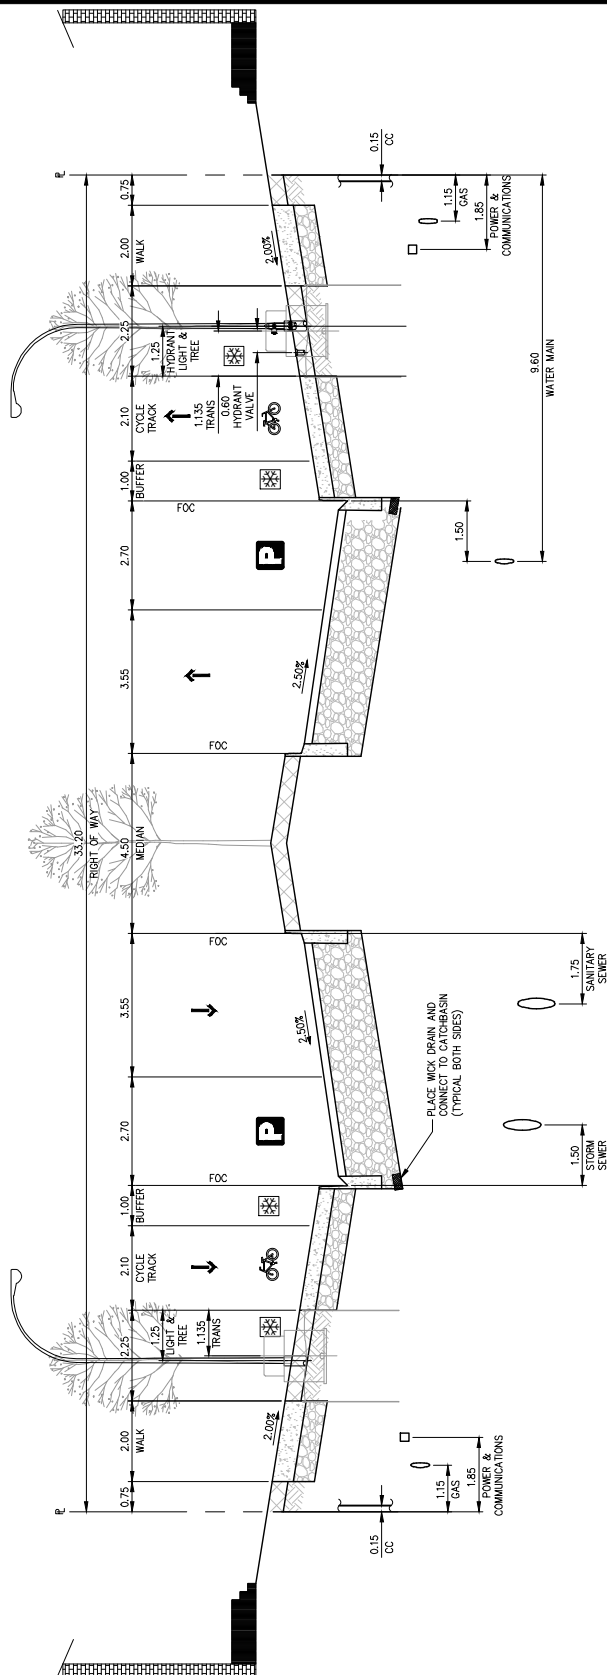 33.20
RIGHT OF WAY
0.75
2.00
WALK
2.25
2.10
CYCLE
TRACK
1.00
BUFFER
2.70
3.55
4.50
MEDIAN
3.55
2.70
1.00
BUFFER
2.10
CYCLE
TRACK
2.25
2.00
WALK
0.75
1.25
LIGHT &
TREE
1.135
TRANS
FOC
FOC
FOC
FOC
1.25
HYDRANT
LIGHT &
TREE
1.135
TRANS
0.60
HYDRANT
VALVE
P
P
2.00%
2.50%
2.50%
2.00%
0.15
CC
1.15
GAS
1.85
POWER &
COMMUNICATIONS
PLACE WICK DRAIN AND
CONNECT TO CATCHBASIN
(TYPICAL BOTH SIDES)
1.50
STORM
SEWER
1.75
SANITARY
SEWER
1.50
9.60
WATER MAIN
0.15
CC
1.15
GAS
1.85
POWER &
COMMUNICATIONS